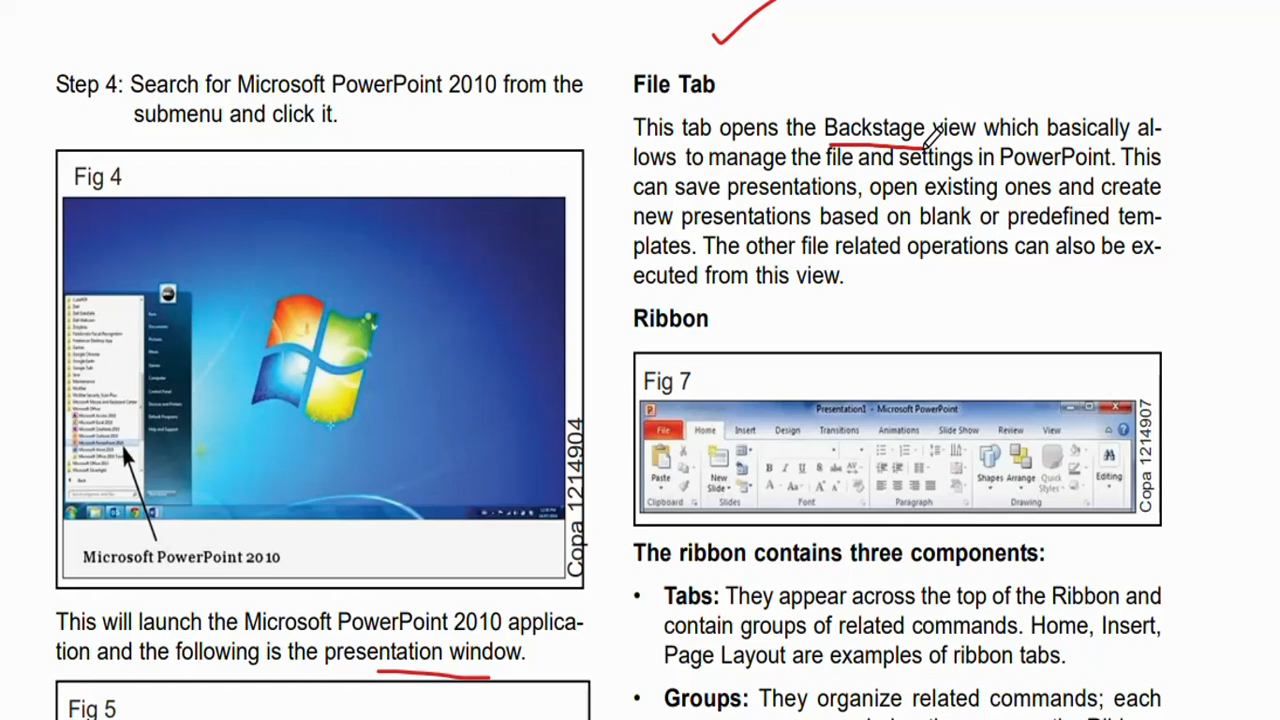 Step 4: Search for Microsoft PowerPoint 2010 from the
submenu and click it.
Fig 4
Microsoft PowerPoint 2010
Copa 1214904
This will launch the Microsoft PowerPoint 2010 applica-
tion and the following is the presentation window.
Fig 5
File Tab
This tab opens the Backstage view which basically al-
lows to manage the file and settings in PowerPoint. This
can save presentations, open existing ones and create
new presentations based on blank or predefined tem-
plates. The other file related operations can also be ex-
ecuted from this view.
Ribbon
Fig 7
Presentation1 - Microsoft PowerPoint
File Home Insert Design Transitions Animations Slide Show Review View
Paste New Slide Shapes Arrange Quick Styles Editing
Clipboard Slides Font Paragraph Drawing
Copa 1214907
The ribbon contains three components:
• Tabs: They appear across the top of the Ribbon and
contain groups of related commands. Home, Insert,
Page Layout are examples of ribbon tabs.
• Groups: They organize related commands; each